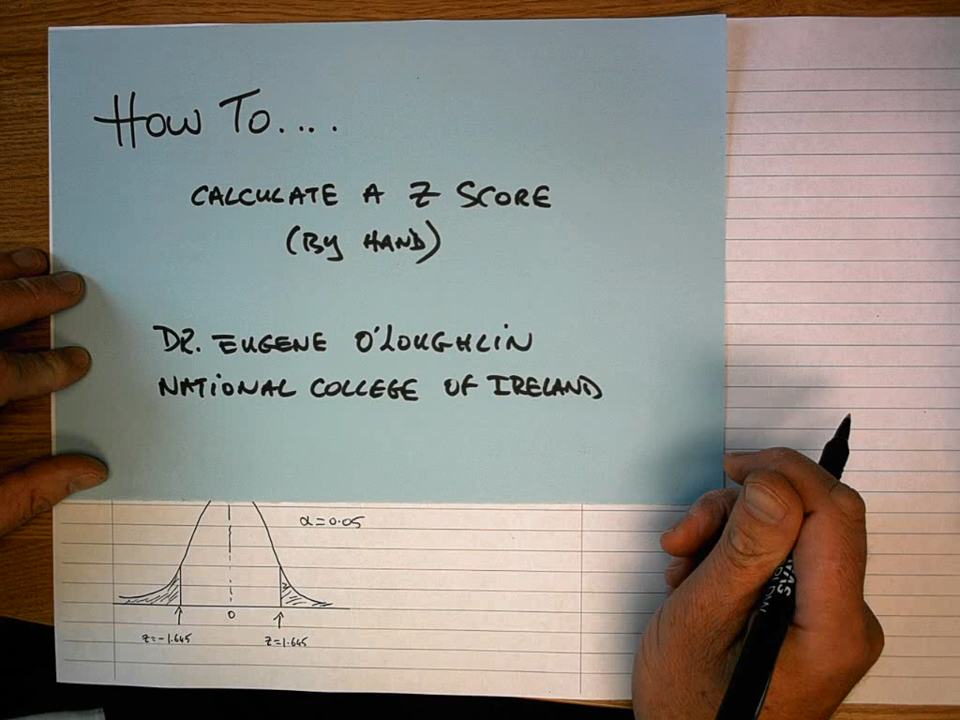 How To....
CALCULATE A Z SCORE
(BY HAND)
DR. EUGENE O'LOUGHLIN
NATIONAL COLLEGE OF IRELAND
α=0.05
0
z=-1.645
z=1.645